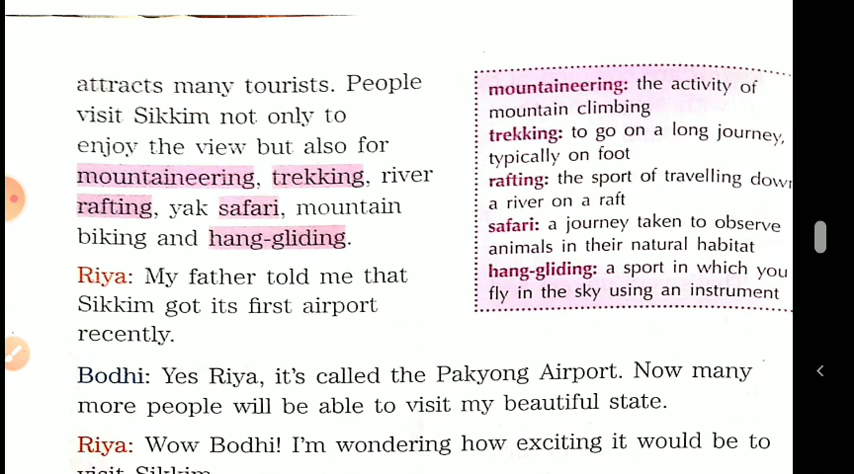 attracts many tourists. People
visit Sikkim not only to
enjoy the view but also for
mountaineering, trekking, river
rafting, yak safari, mountain
biking and hang-gliding.
mountaineering: the activity of
mountain climbing
trekking: to go on a long journey,
typically on foot
rafting: the sport of travelling down
a river on a raft
safari: a journey taken to observe
animals in their natural habitat
hang-gliding: a sport in which you
fly in the sky using an instrument
Riya: My father told me that
Sikkim got its first airport
recently.
Bodhi: Yes Riya, it's called the Pakyong Airport. Now many
more people will be able to visit my beautiful state.
Riya: Wow Bodhi! I'm wondering how exciting it would be to
visit Sikkim